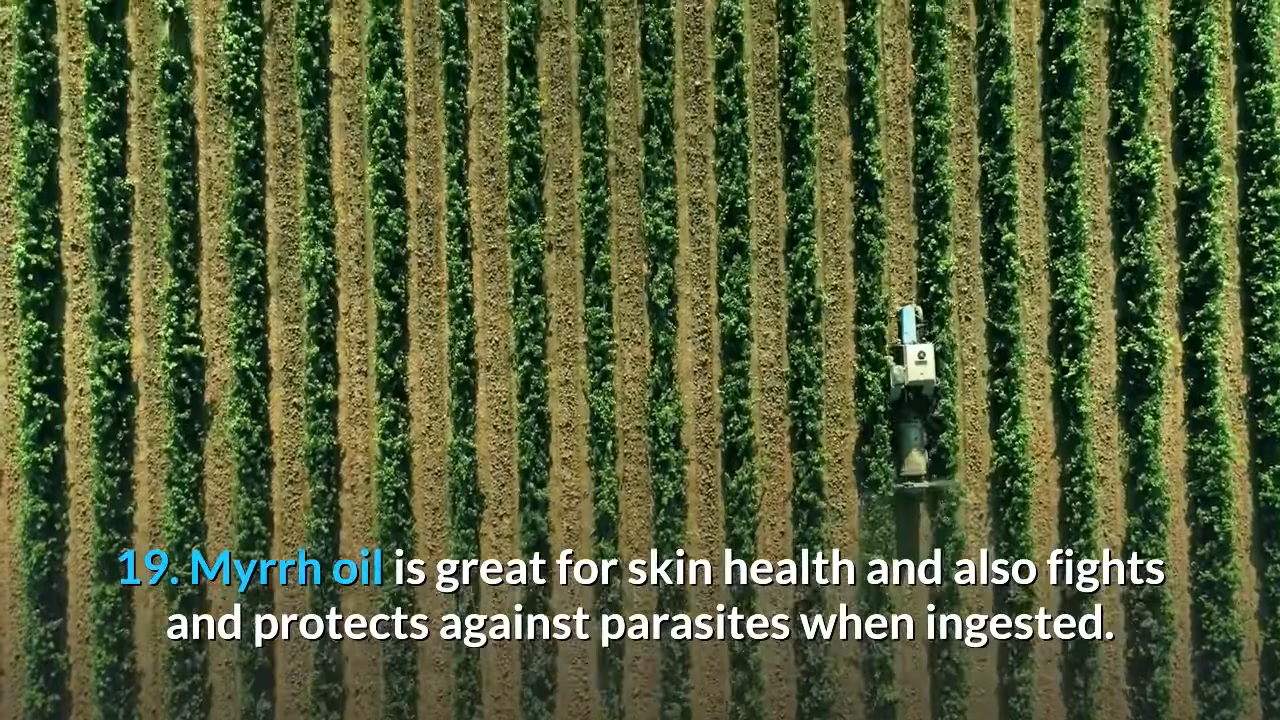 19. Myrrh oil is great for skin health and also fights
and protects against parasites when ingested.